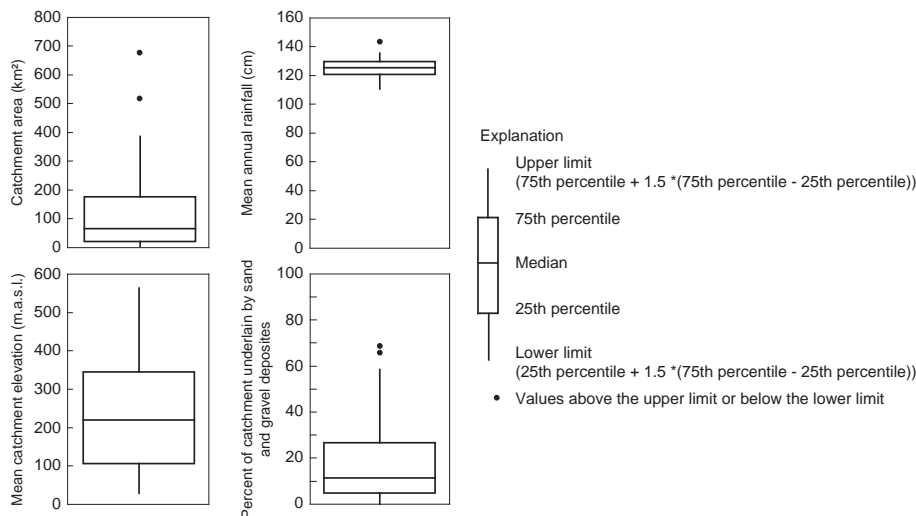 Catchmemt area (km²)
800
700
600
500
400
300
200
100
0
Mean annual rainfall (cm)
160
140
120
100
80
60
40
20
0
Mean catchment elevation (m.a.s.l.)
600
500
400
300
200
100
0
Percent of catchment underlain by sand
and gravel deposites
100
80
60
40
20
0
Explanation
Upper limit
(75th percentile + 1.5 *(75th percentile - 25th percentile))
75th percentile
Median
25th percentile
Lower limit
(25th percentile + 1.5 *(75th percentile - 25th percentile))
Values above the upper limit or below the lower limit